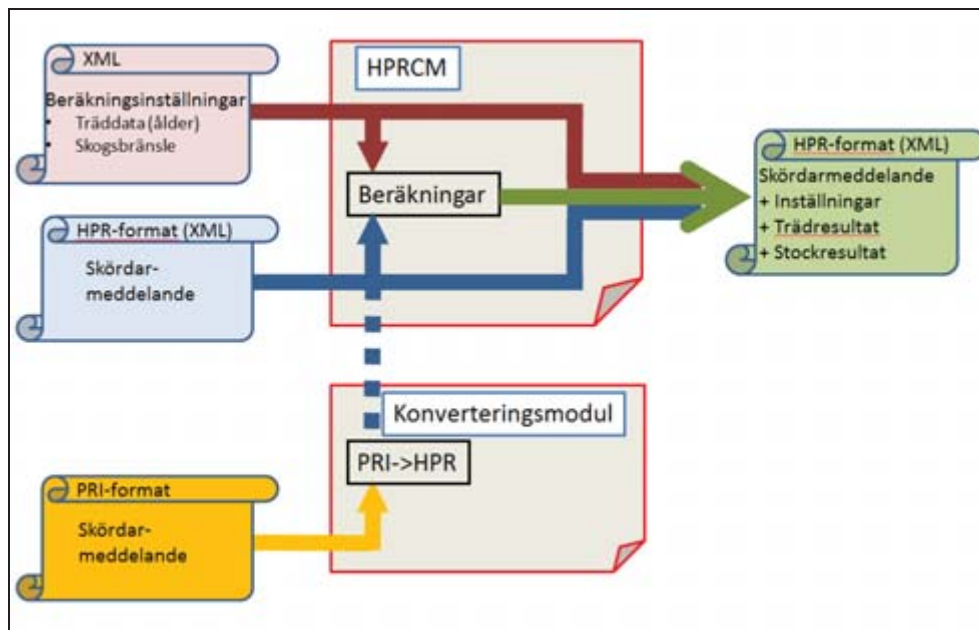 XML
Beräkningsinställningar
• Träddata (ålder)
• Skogsbränsle
HPRCM
Beräkningar
HPR-format (XML)
Skördarmeddelande
+ Inställningar
+ Trädresultat
+ Stockresultat
HPR-format (XML)
Skördar-
meddelande
Konverteringsmodul
PRI->HPR
PRI-format
Skördar-
meddelande